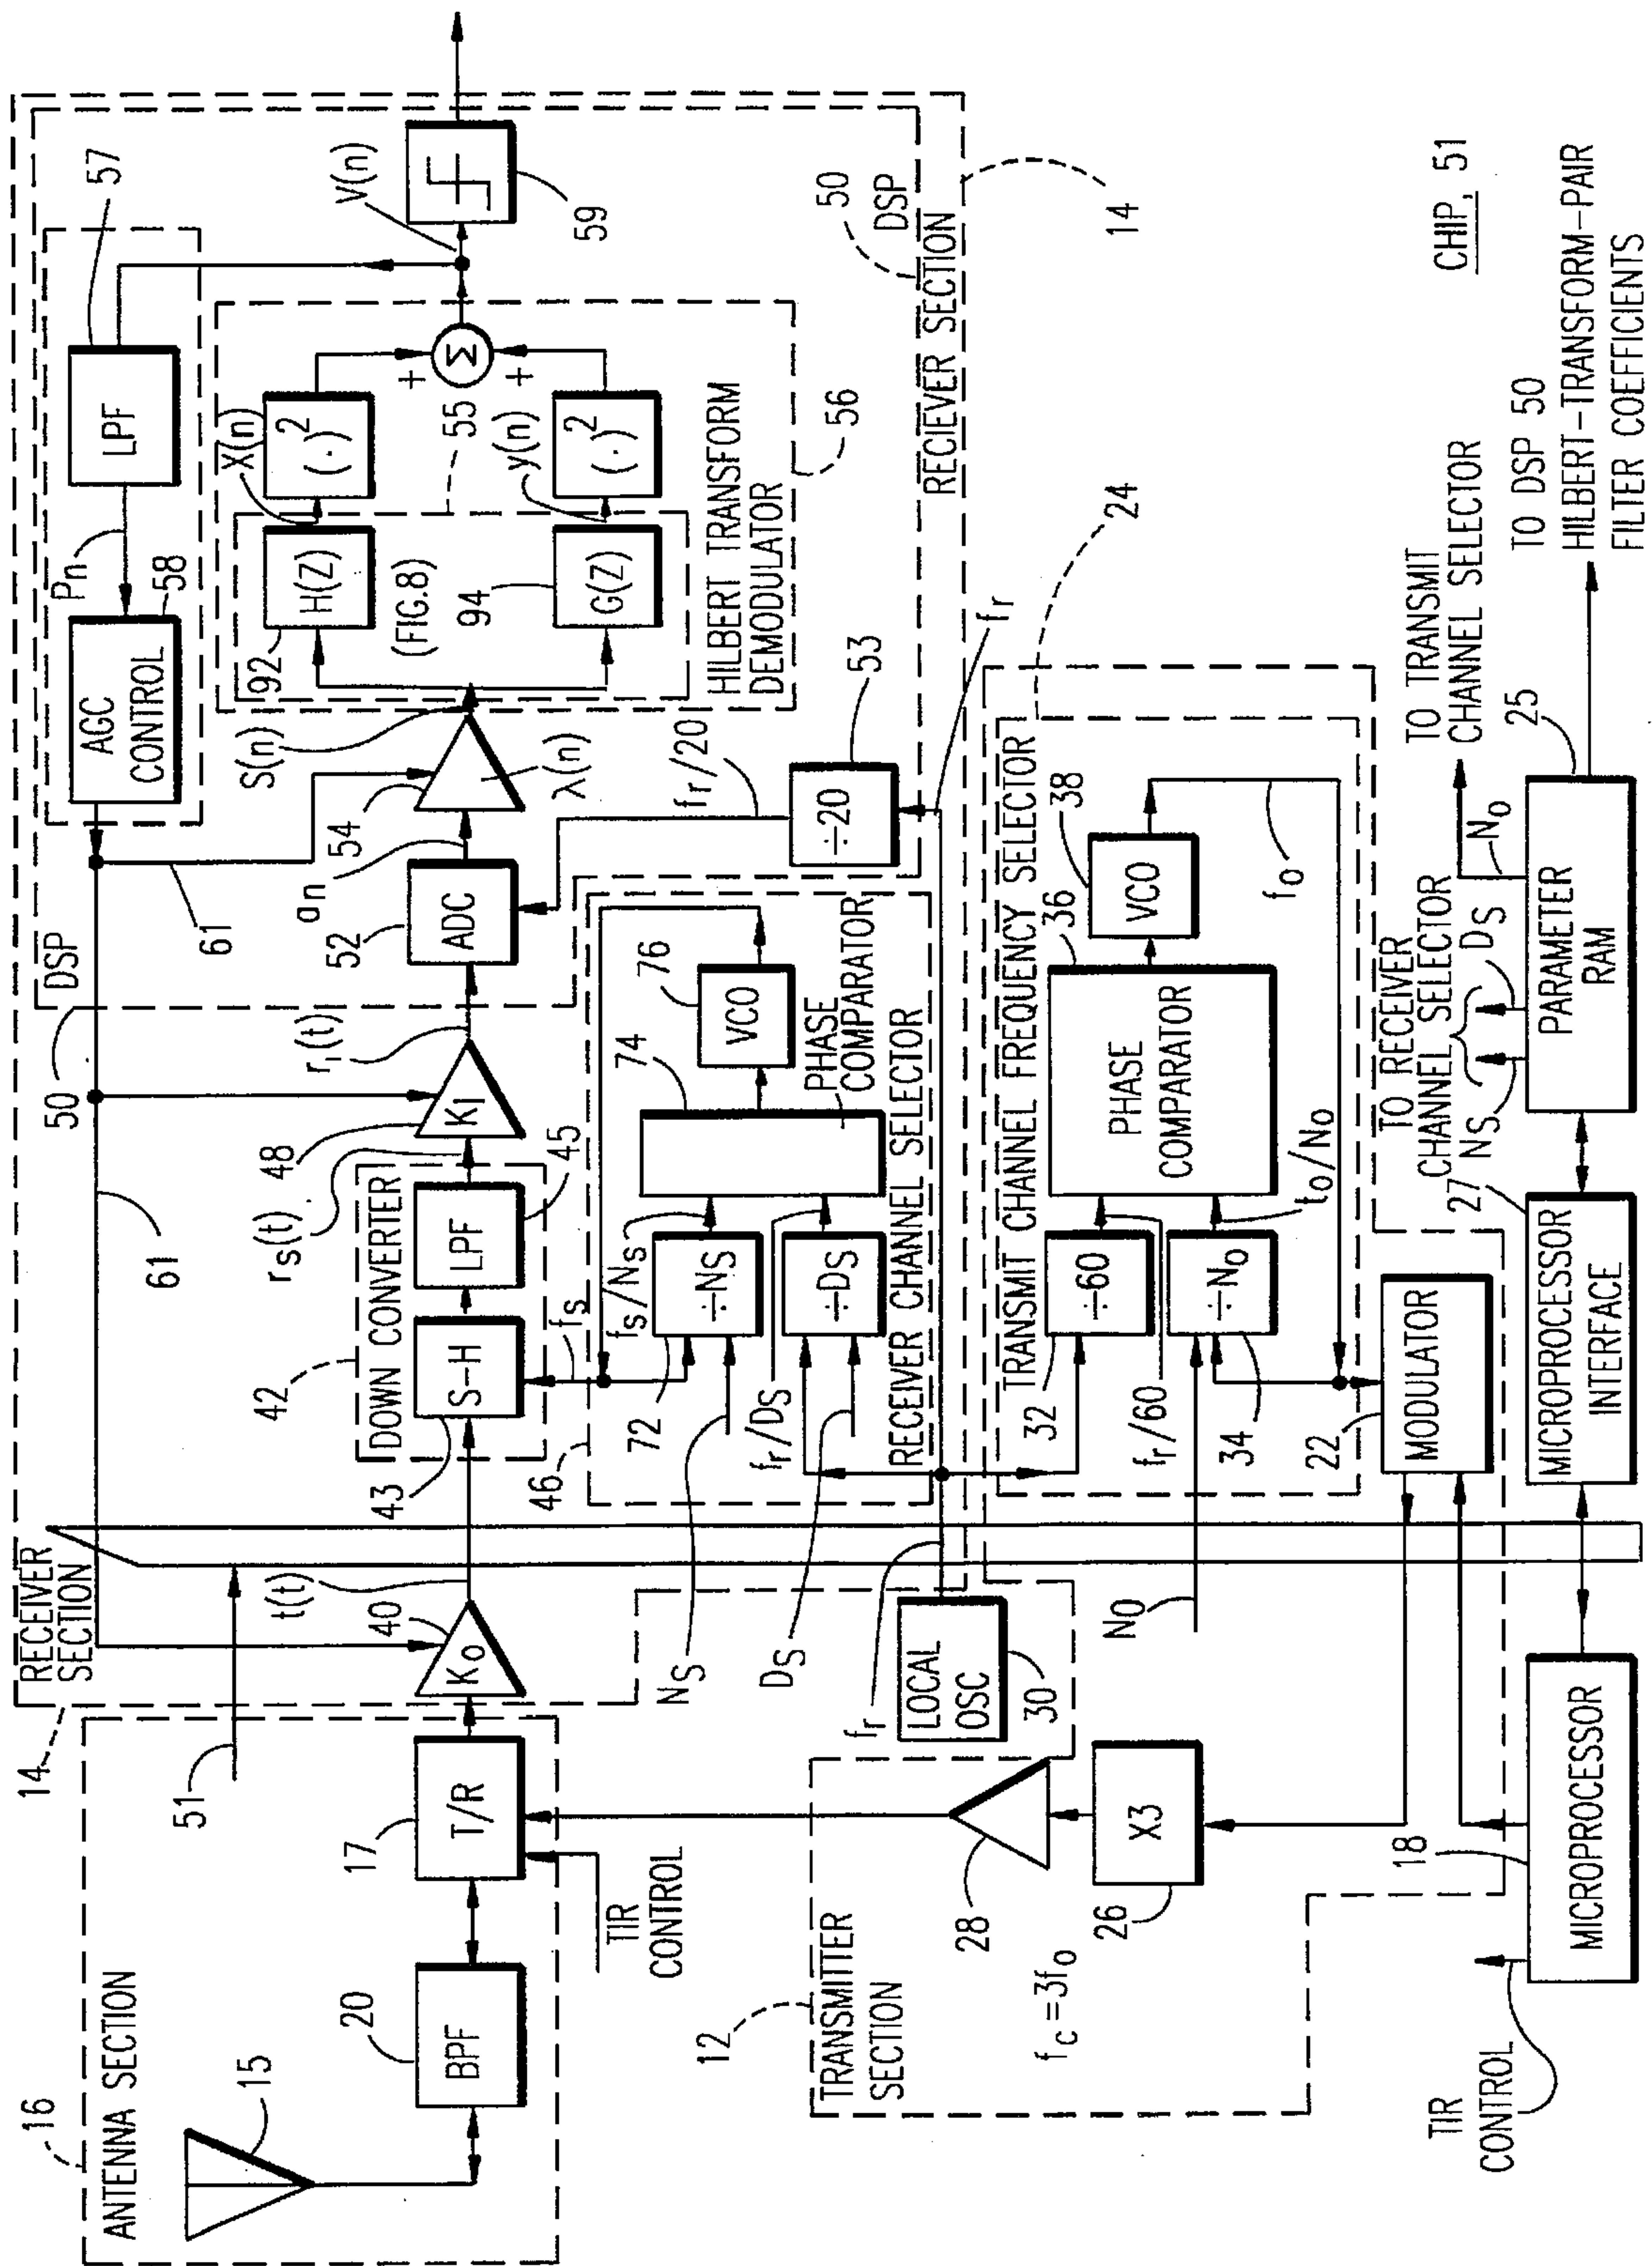 16
ANTENNA SECTION
15
20
BPF
17
T/R
TIR
CONTROL
14
51
RECEIVER
SECTION
40
K0
t(t)
61
42
DOWN CONVERTER
43
S-H
LPF
45
rs(t)
48
K1
r1(t)
50
DSP
52
ADC
an
61
54
λ(n)
S(n)
AGC
CONTROL
58
Pn
LPF
57
92
H(Z)
X(n)
(·)2
(FIG.8)
94
G(Z)
y(n)
(·)2
55
+
Σ
+
HILBERT TRANSFORM
DEMODULATOR
56
V(n)
59
50
DSP
RECIEVER SECTION
14
fr/20
÷20
53
fr
46
fs
72
÷NS
fs/Ns
÷DS
fr/DS
NS
DS
74
PHASE
COMPARATOR
76
VCO
RECEIVER CHANNEL SELECTOR
fr
LOCAL
OSC
30
24
TRANSMIT CHANNEL FREQUENCY SELECTOR
32
÷60
fr/60
÷N0
34
N0
to/No
36
PHASE
COMPARATOR
38
VCO
fo
22
MODULATOR
12
TRANSMITTER
SECTION
28
X3
26
fc=3fo
TIR
CONTROL
MICROPROCESSOR
18
MICROPROCESSOR
INTERFACE
27
PARAMETER
RAM
25
TO RECEIVER
CHANNEL SELECTOR
NS
DS
TO TRANSMIT
CHANNEL SELECTOR
N0
TO DSP 50
HILBERT-TRANSFORM-PAIR
FILTER COEFFICIENTS
CHIP, 51